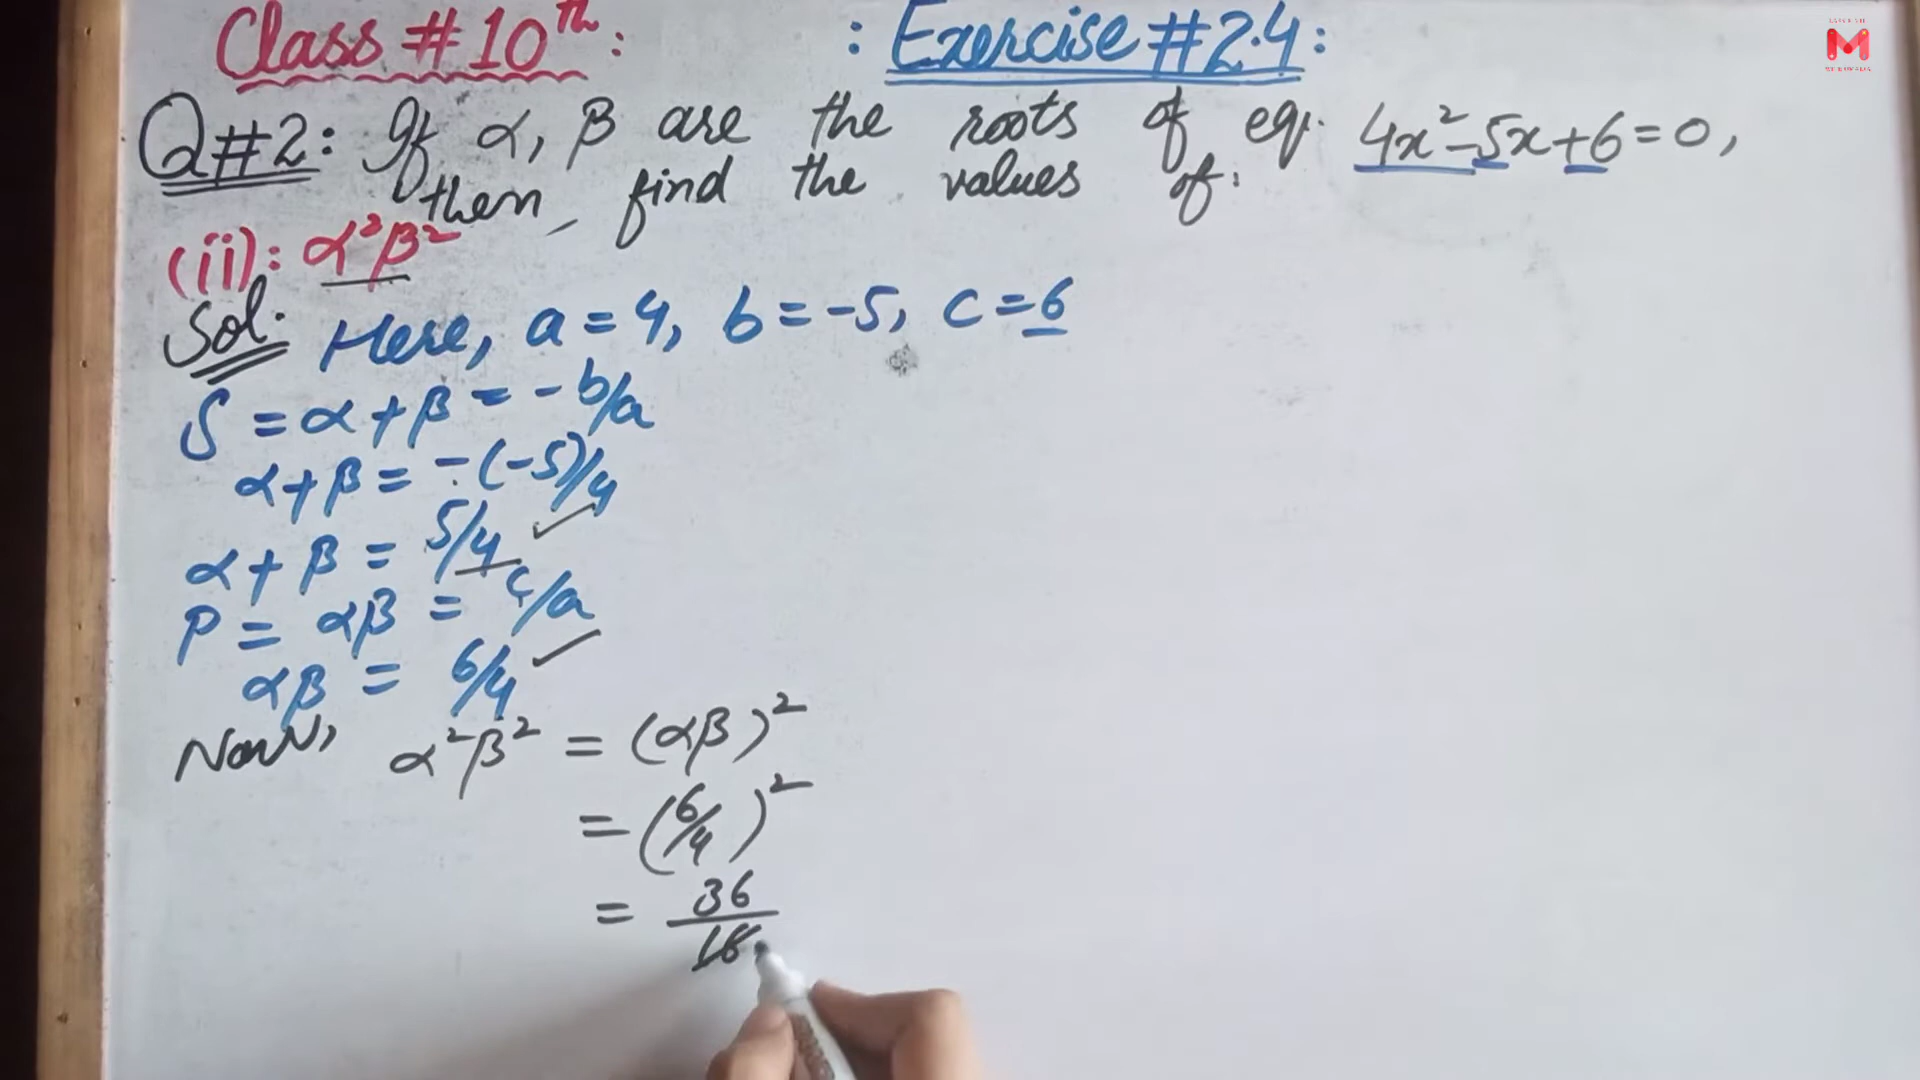 Class #10th: : Exercise #2.4:
Q#2: If α, β are the roots of eq. 4x²-5x+6=0,
then, find the values of:
(ii): α²β²
Sol: Here, a = 4, b = -5, c = 6
S = α+β = -b/a
α+β = -(-5)/4
α+β = 5/4 ✓
P = αβ = c/a
αβ = 6/4 ✓
Now, α²β² = (αβ)²
= (6/4)²
= 36/16
M